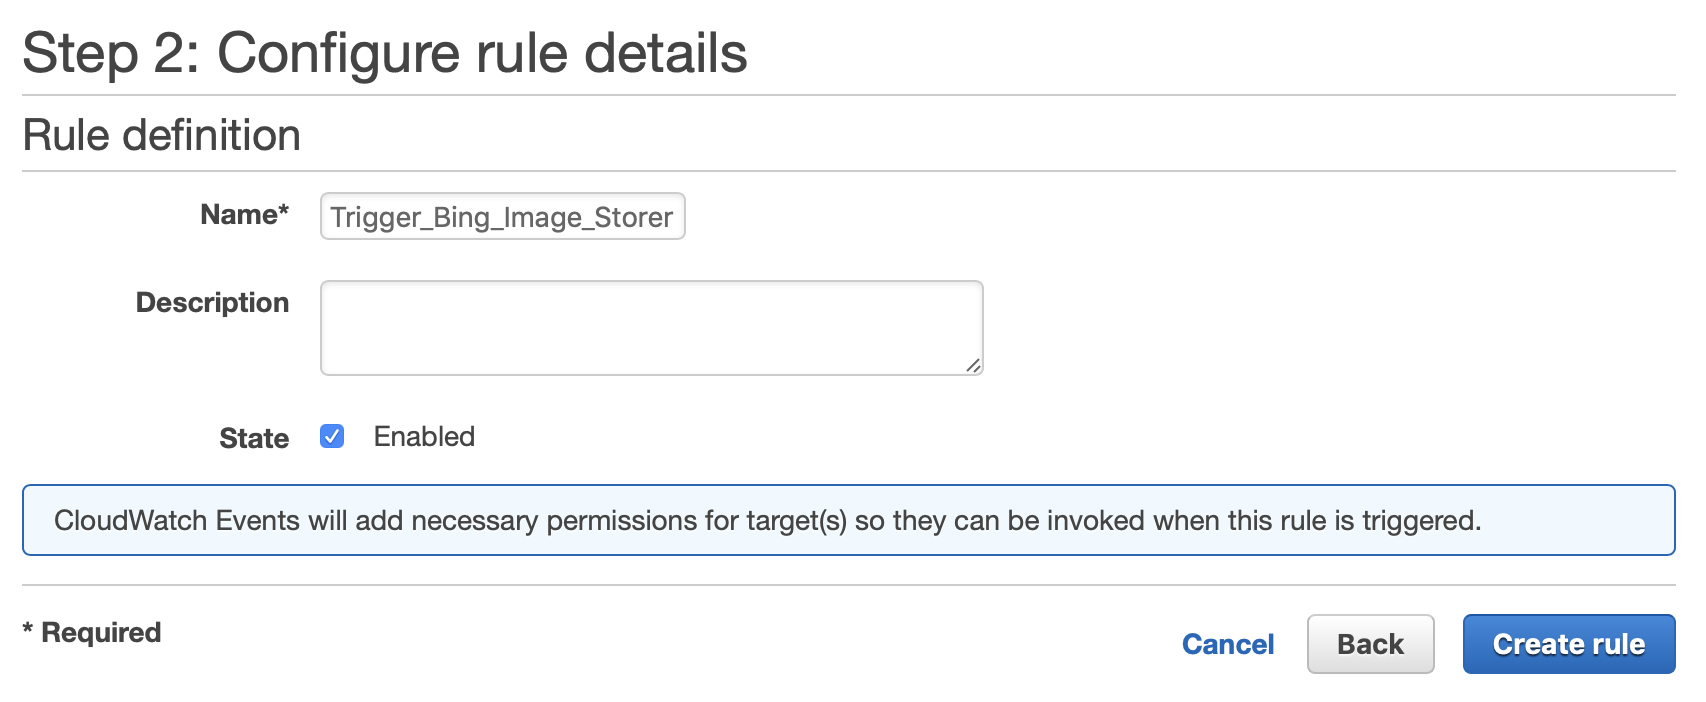 Step 2: Configure rule details
Rule definition
Name* Trigger_Bing_Image_Storer
Description
State Enabled
CloudWatch Events will add necessary permissions for target(s) so they can be invoked when this rule is triggered.
* Required
Cancel Back Create rule